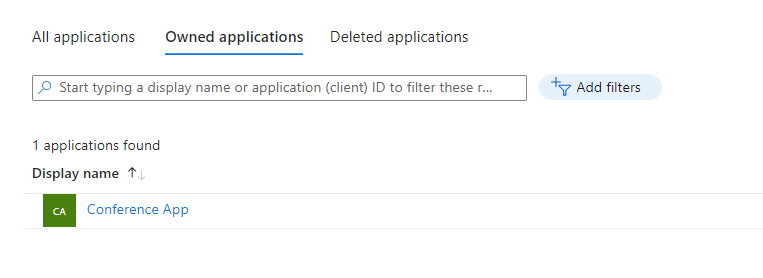 All applications Owned applications Deleted applications
Start typing a display name or application (client) ID to filter these r... Add filters
1 applications found
Display name ↑↓
CA Conference App